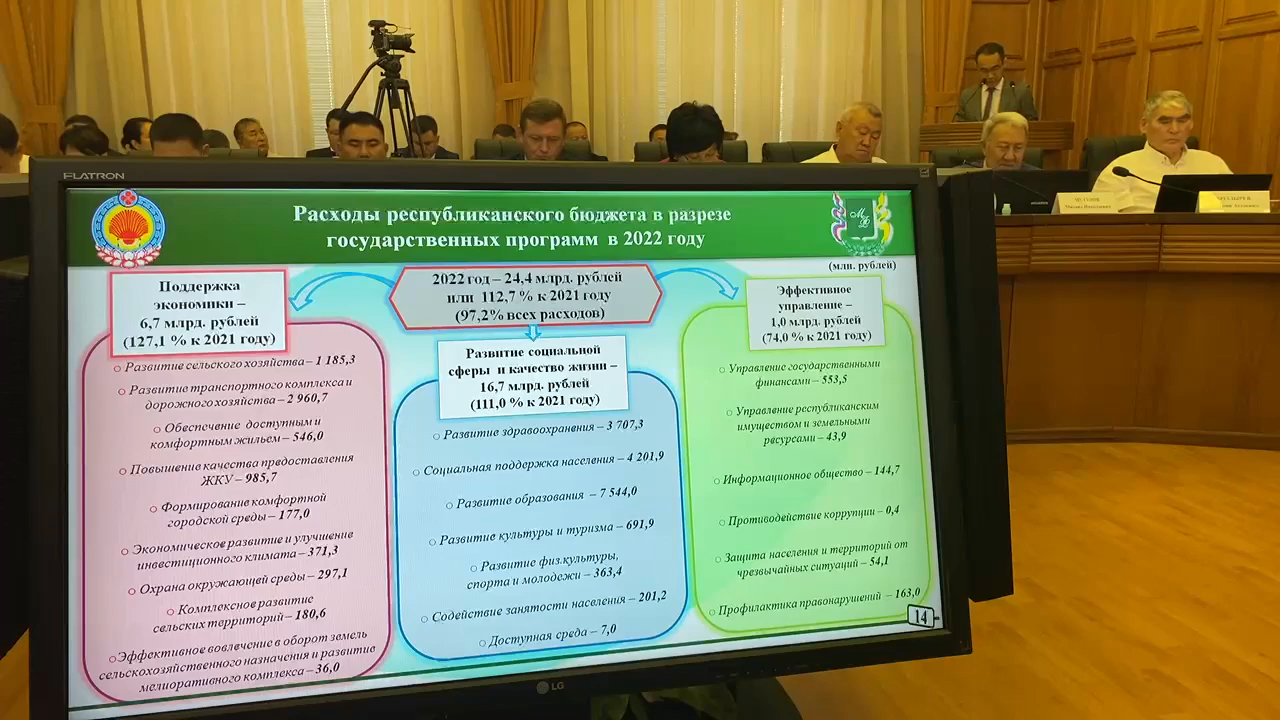 FLATRON
Расходы республиканского бюджета в разрезе
государственных программ в 2022 году
(млн. рублей)
2022 год – 24,4 млрд. рублей
или 112,7 % к 2021 году
(97,2% всех расходов)
Поддержка
экономики –
6,7 млрд. рублей
(127,1 % к 2021 году)
Развитие сельского хозяйства – 1 185,3
Развитие транспортного комплекса и
дорожного хозяйства – 2 960,7
Обеспечение доступным и
комфортным жильем – 546,0
Повышение качества предоставления
ЖКУ – 985,7
Формирование комфортной
городской среды – 177,0
Экономическое развитие и улучшение
инвестиционного климата – 371,3
Охрана окружающей среды – 297,1
Комплексное развитие
сельских территорий – 180,6
Эффективное вовлечение в оборот земель
сельскохозяйственного назначения и развитие
мелиоративного комплекса – 36,0
Развитие социальной
сферы и качество жизни –
16,7 млрд. рублей
(111,0 % к 2021 году)
Развитие здравоохранения – 3 707,3
Социальная поддержка населения – 4 201,9
Развитие образования – 7 544,0
Развитие культуры и туризма – 691,9
Развитие физ.культуры,
спорта и молодежи – 363,4
Содействие занятости населения – 201,2
Доступная среда – 7,0
Эффективное
управление –
1,0 млрд. рублей
(74,0 % к 2021 году)
Управление государственными
финансами – 553,5
Управление республиканским
имуществом и земельными
ресурсами – 43,9
Информационное общество – 144,7
Противодействие коррупции – 0,4
Защита населения и территорий от
чрезвычайных ситуаций – 54,1
Профилактика правонарушений – 163,0
14
LG